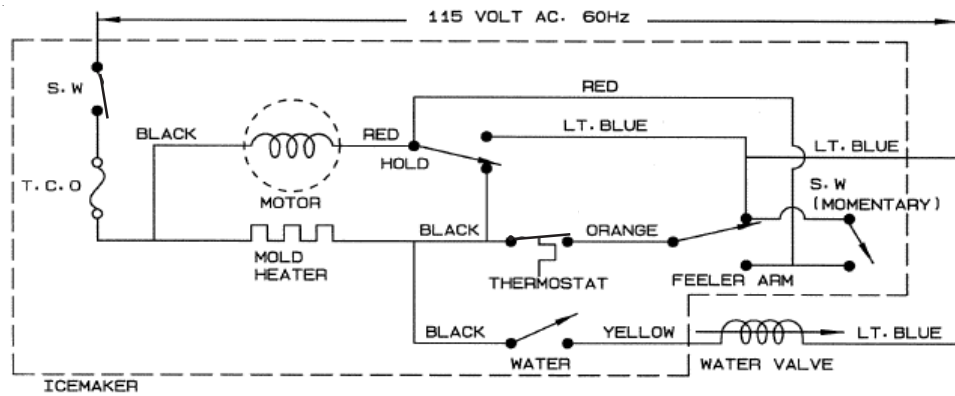 115 VOLT AC. 60Hz
S.W
RED
BLACK
RED
LT.BLUE
LT.BLUE
HOLD
T.C.O
S.W
(MOMENTARY)
MOTOR
BLACK
ORANGE
MOLD
HEATER
THERMOSTAT
FEELER ARM
BLACK
YELLOW
LT.BLUE
WATER
WATER VALVE
ICEMAKER